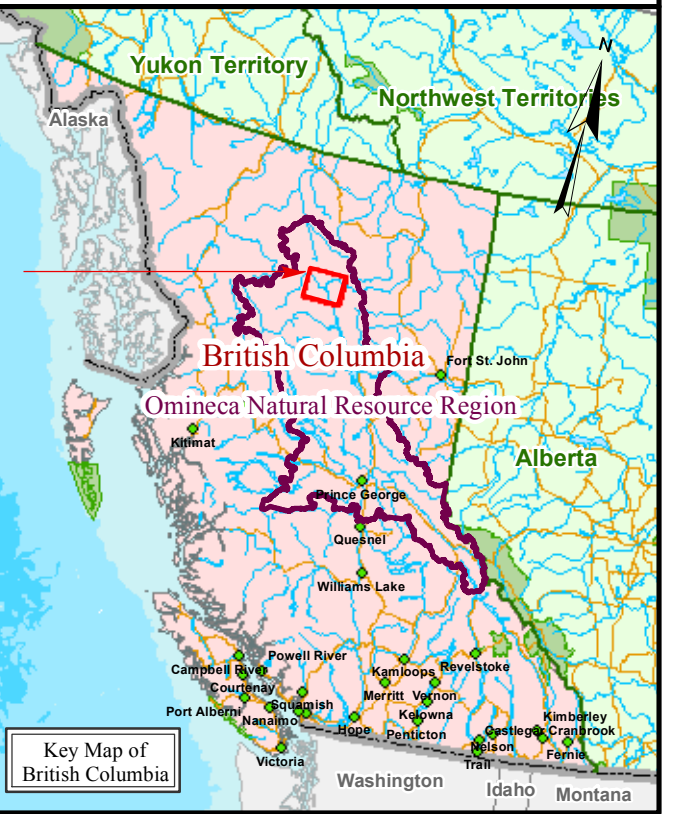 N
Yukon Territory
Northwest Territories
Alaska
British Columbia
Fort St. John
Omineca Natural Resource Region
Kitimat
Alberta
Prince George
Quesnel
Williams Lake
Powell River
Campbell River
Kamloops
Revelstoke
Courtenay
Merritt
Vernon
Squamish
Port Alberni
Nanaimo
Kelowna
Kimberley
Hope
Penticton
Castlegar
Cranbrook
Nelson
Fernie
Victoria
Trail
Key Map of
British Columbia
Washington
Idaho
Montana